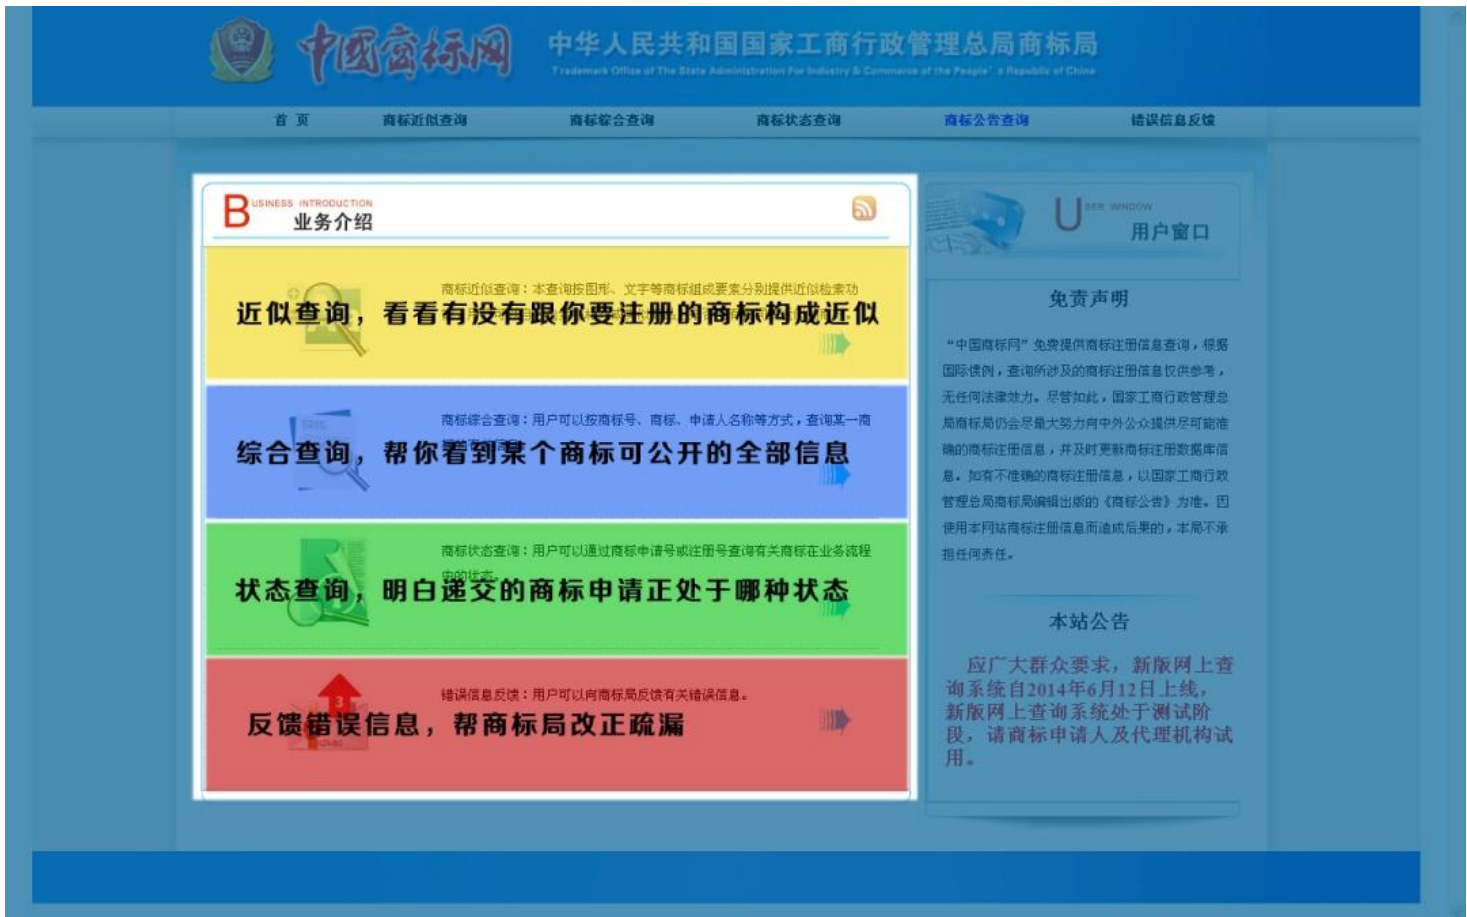 中國商标网
中华人民共和国国家工商行政管理总局商标局
Trademark Office of The State Administration For Industry & Commerce of the People's Republic of China
首 页 商标近似查询 商标综合查询 商标状态查询 商标公告查询 错误信息反馈
BUSINESS INTRODUCTION
业务介绍
商标近似查询：本查询按图形、文字等商标组成要素分别提供近似检索功
近似查询，看看有没有跟你要注册的商标构成近似
商标综合查询：用户可以按商标号、商标、申请人名称等方式，查询某一商
综合查询，帮你看到某个商标可公开的全部信息
商标状态查询：用户可以通过商标申请号或注册号查询有关商标在业务流程
中的状态。
状态查询，明白递交的商标申请正处于哪种状态
错误信息反馈：用户可以向商标局反馈有关错误信息。
3
反馈错误信息，帮商标局改正疏漏
USER WINDOW
用户窗口
免责声明
“中国商标网”免费提供商标注册信息查询，根据
国际惯例，查询所涉及的商标注册信息仅供参考，
无任何法律效力。尽管如此，国家工商行政管理总
局商标局仍会尽最大努力向中外公众提供尽可能准
确的商标注册信息，并及时更新商标注册数据库信
息。如有不准确的商标注册信息，以国家工商行政
管理总局商标局编辑出版的《商标公告》为准。因
使用本网站商标注册信息而造成后果的，本局不承
担任何责任。
本站公告
应广大群众要求，新版网上查
询系统自2014年6月12日上线，
新版网上查询系统处于测试阶
段，请商标申请人及代理机构试
用。